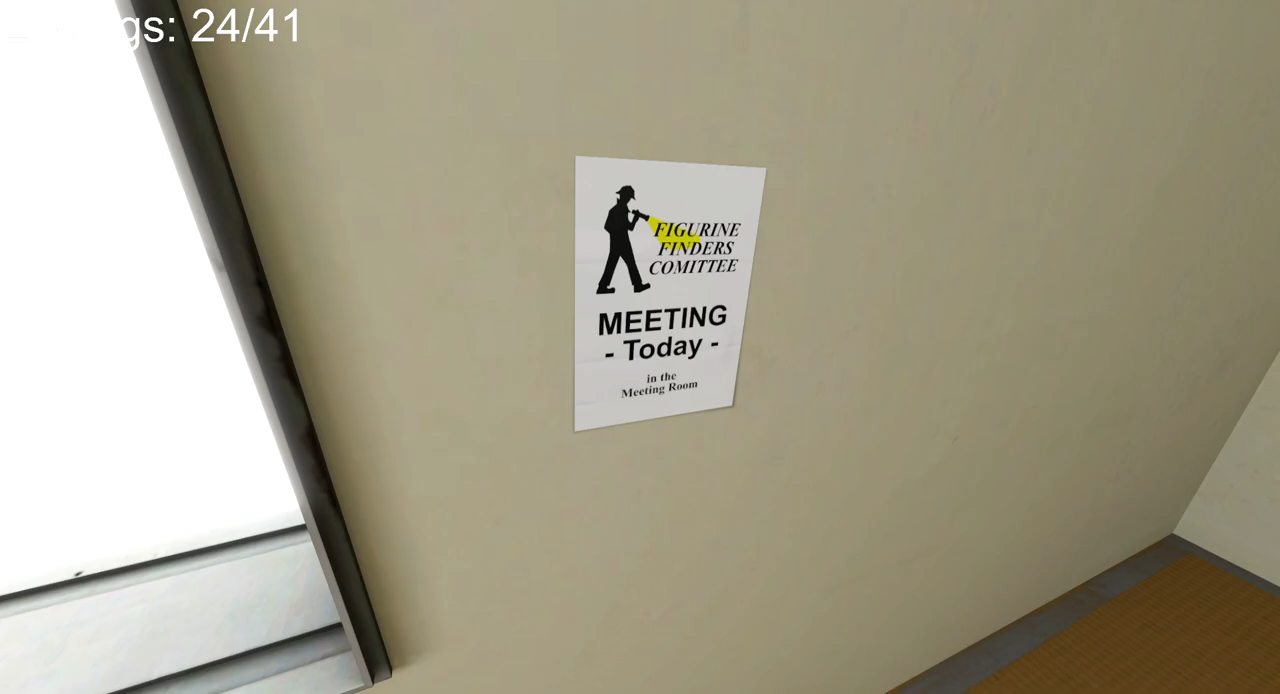 gs: 24/41
FIGURINE
FINDERS
COMITTEE
MEETING
- Today -
in the
Meeting Room